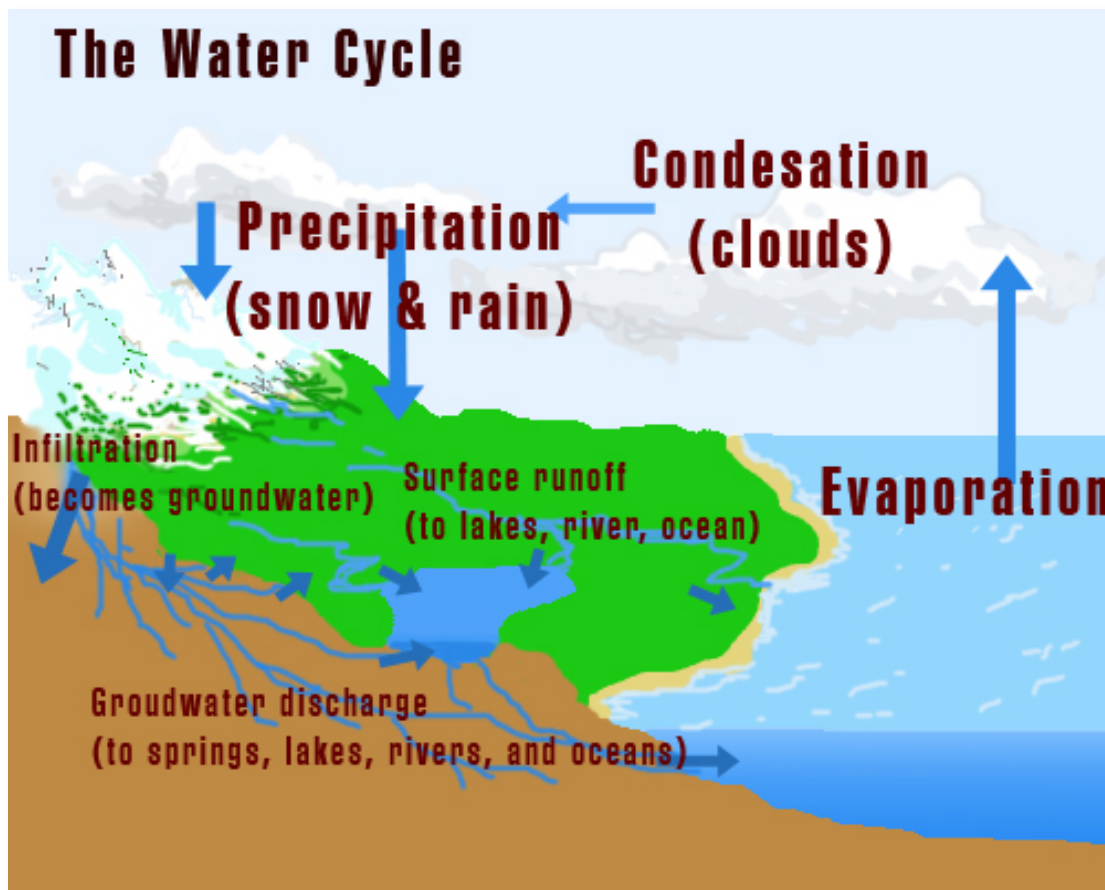 The Water Cycle
Condesation
(clouds)
Precipitation
(snow & rain)
Infiltration
(becomes groundwater)
Surface runoff
(to lakes, river, ocean)
Evaporation
Groudwater discharge
(to springs, lakes, rivers, and oceans)